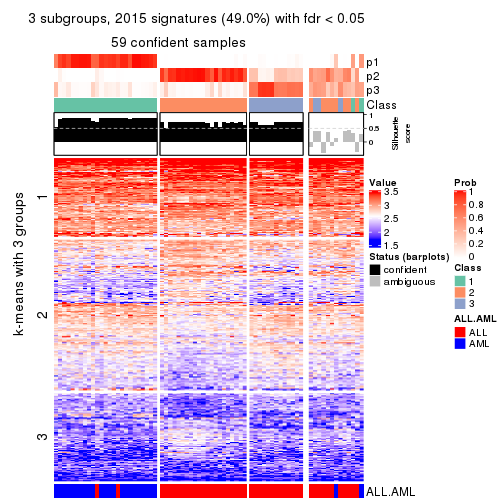 3 subgroups, 2015 signatures (49.0%) with fdr < 0.05
59 confident samples
p1
p2
p3
Class
1
0.5
0
Silhouette
score
k-means with 3 groups
1
2
3
ALL.AML
Value
3.5
3
2.5
2
1.5
Status (barplots)
confident
ambiguous
Prob
1
0.8
0.6
0.4
0.2
0
Class
1
2
3
ALL.AML
ALL
AML